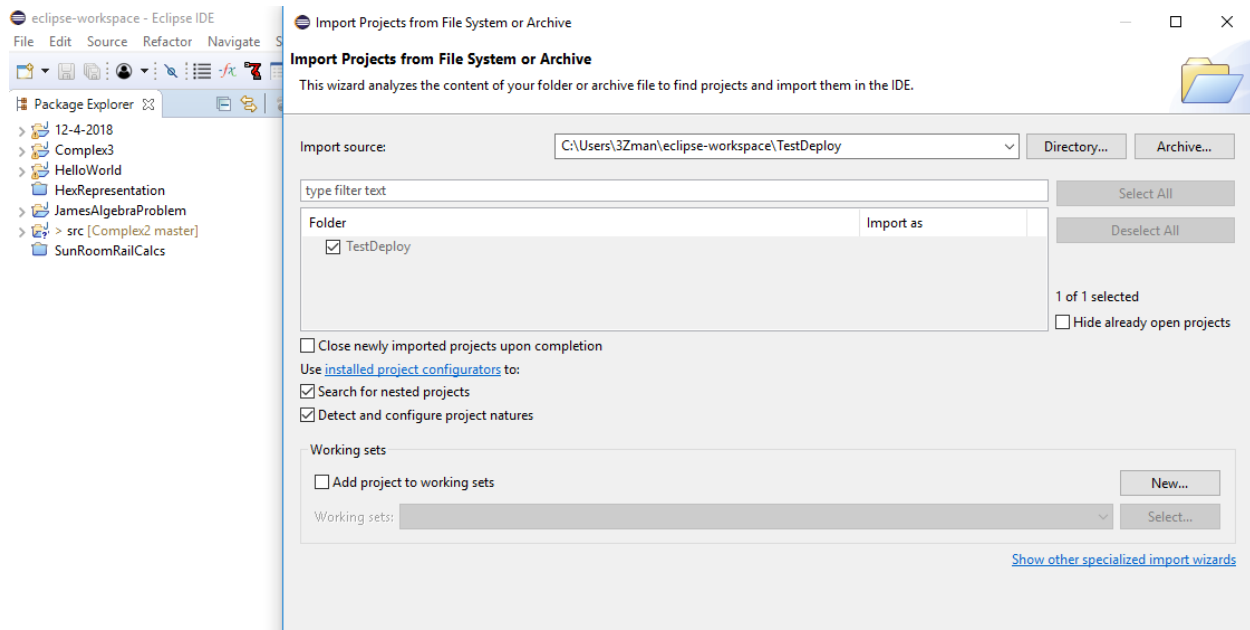 eclipse-workspace - Eclipse IDE
File Edit Source Refactor Navigate S
Package Explorer
12-4-2018
Complex3
HelloWorld
HexRepresentation
JamesAlgebraProblem
> src [Complex2 master]
SunRoomRailCalcs
Import Projects from File System or Archive
Import Projects from File System or Archive
This wizard analyzes the content of your folder or archive file to find projects and import them in the IDE.
Import source: C:\Users\3Zman\eclipse-workspace\TestDeploy Directory... Archive...
type filter text Select All
Folder Import as
Deselect All
TestDeploy
1 of 1 selected
Hide already open projects
Close newly imported projects upon completion
Use installed project configurators to:
Search for nested projects
Detect and configure project natures
Working sets
Add project to working sets New...
Working sets: Select...
Show other specialized import wizards